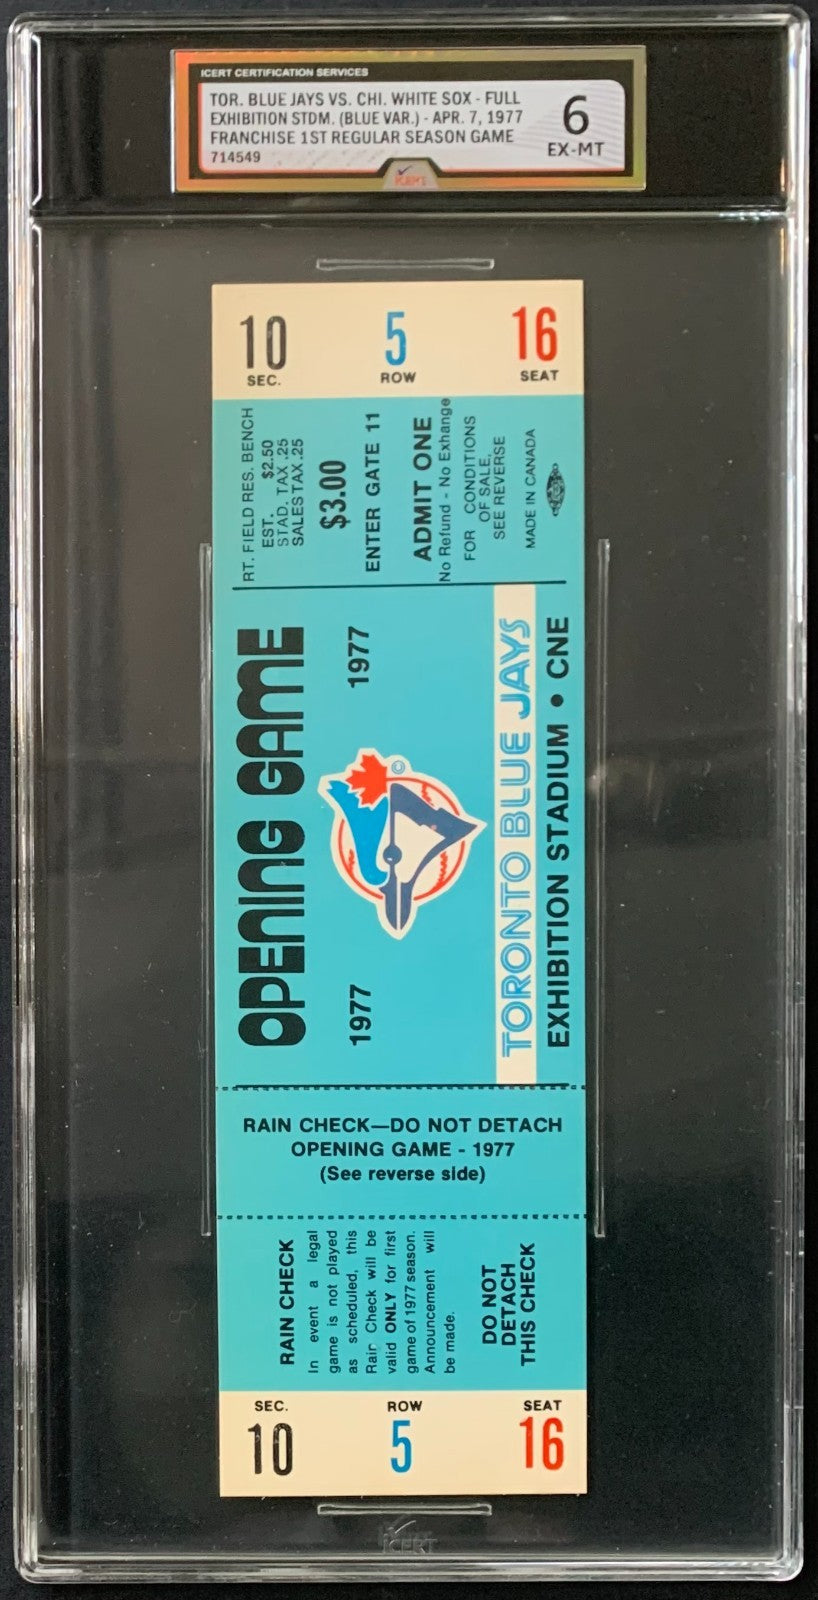 ICERT CERTIFICATION SERVICES
TOR. BLUE JAYS VS. CHI. WHITE SOX - FULL
EXHIBITION STDM. (BLUE VAR.) - APR. 7, 1977
FRANCHISE 1ST REGULAR SEASON GAME
714549
6
EX-MT
ICERT
10 5 16
SEC. ROW SEAT
RT. FIELD RES. BENCH
EST. $2.50
STAD. TAX .25
SALES TAX .25
$3.00
ENTER GATE 11
ADMIT ONE
No Refund - No Exhange
FOR CONDITIONS
OF SALE,
SEE REVERSE
MADE IN CANADA
OPENING GAME
1977 1977
©
TORONTO BLUE JAYS
EXHIBITION STADIUM • CNE
RAIN CHECK—DO NOT DETACH
OPENING GAME - 1977
(See reverse side)
RAIN CHECK
In event a legal
game is not played
as scheduled, this
Rair Check will be
valid ONLY for first
game of 1977 season.
Announcement will
be made.
DO NOT
DETACH
THIS CHECK
SEC. ROW SEAT
10 5 16
ICERT